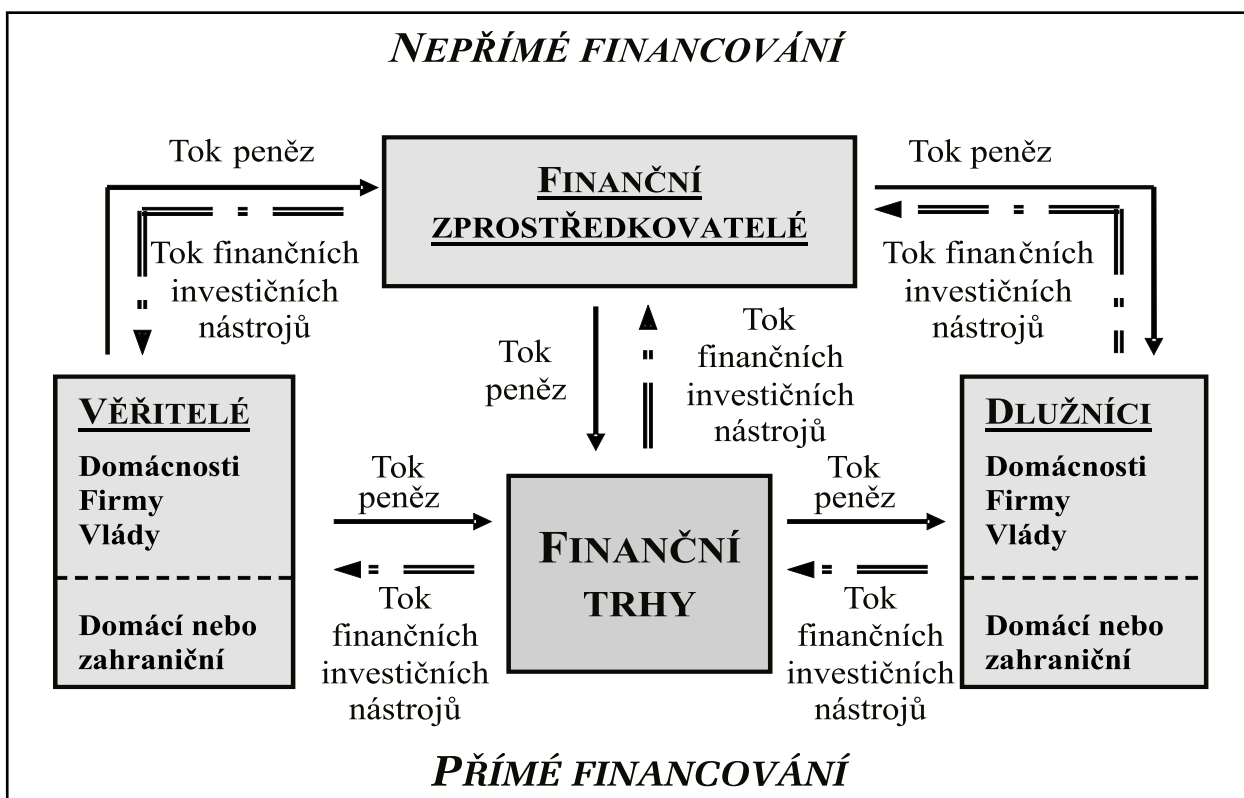 NEPŘÍMÉ FINANCOVÁNÍ
Tok peněz
FINANČNÍ
ZPROSTŘEDKOVATELÉ
Tok peněz
Tok finančních
investičních
nástrojů
Tok finančních
investičních
nástrojů
Tok
peněz
Tok
finančních
investičních
nástrojů
VĚŘITELÉ
Domácnosti
Firmy
Vlády
Domácí nebo
zahraniční
Tok
peněz
Tok
finančních
investičních
nástrojů
FINANČNÍ
TRHY
Tok
peněz
Tok
finančních
investičních
nástrojů
DLUŽNÍCI
Domácnosti
Firmy
Vlády
Domácí nebo
zahraniční
PŘÍMÉ FINANCOVÁNÍ